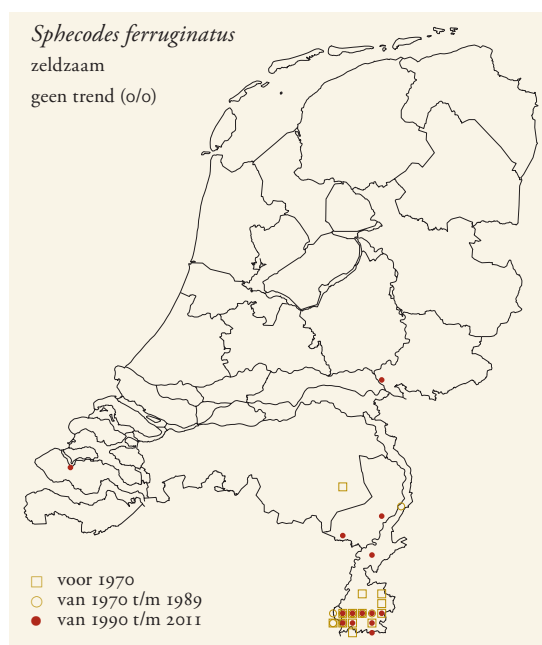 Sphecodes ferruginatus
zeldzaam
geen trend (0/0)
voor 1970
van 1970 t/m 1989
van 1990 t/m 2011